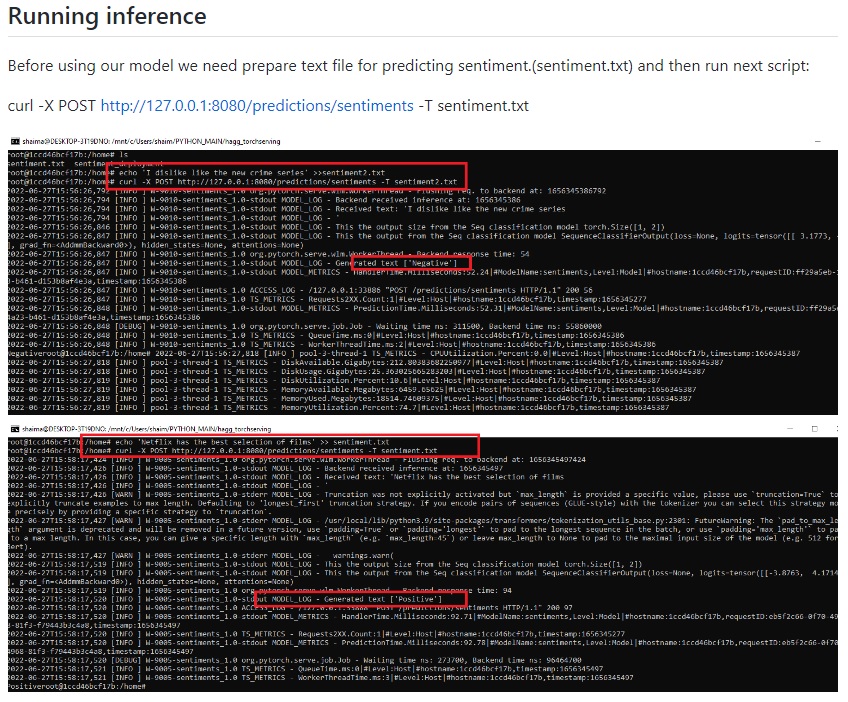 Running inference
Before using our model we need prepare text file for predicting sentiment.(sentiment.txt) and then run next script:
curl -X POST http://127.0.0.1:8080/predictions/sentiments -T sentiment.txt
shaima@DESKTOP-3T19DNO: /mnt/c/Users/shaim/PYTHON_MAIN/hagg_torchserving
root@1ccd46bcf17b:/home# ls
sentiment.txt sentiment_deployment
root@1ccd46bcf17b:/home# echo 'I dislike like the new crime series' >>sentiment2.txt
root@1ccd46bcf17b:/home# curl -X POST http://127.0.0.1:8080/predictions/sentiments -T sentiment2.txt
2022-06-27T15:56:26,792 [INFO ] W-9010-sentiments_1.0 org.pytorch.serve.wlm.WorkerThread - Flushing req. to backend at: 1656345386792
2022-06-27T15:56:26,794 [INFO ] W-9010-sentiments_1.0-stdout MODEL_LOG - Backend received inference at: 1656345386
2022-06-27T15:56:26,794 [INFO ] W-9010-sentiments_1.0-stdout MODEL_LOG - Received text: 'I dislike like the new crime series
2022-06-27T15:56:26,794 [INFO ] W-9010-sentiments_1.0-stdout MODEL_LOG - '
2022-06-27T15:56:26,846 [INFO ] W-9010-sentiments_1.0-stdout MODEL_LOG - This the output size from the Seq classification model torch.Size([1, 2])
2022-06-27T15:56:26,847 [INFO ] W-9010-sentiments_1.0-stdout MODEL_LOG - This the output from the Seq classification model SequenceClassifierOutput(loss=None, logits=tensor([[ 3.1773,
], grad_fn=<AddmmBackward0>), hidden_states=None, attentions=None)
2022-06-27T15:56:26,847 [INFO ] W-9010-sentiments_1.0 org.pytorch.serve.wlm.WorkerThread - Backend response time: 54
2022-06-27T15:56:26,847 [INFO ] W-9010-sentiments_1.0-stdout MODEL_LOG - Generated text ['Negative']
2022-06-27T15:56:26,847 [INFO ] W-9010-sentiments_1.0-stdout MODEL_METRICS - HandlerTime.Milliseconds:52.24|#ModelName:sentiments,Level:Model|#hostname:1ccd46bcf17b,requestID:ff29a5eb-
3-b461-d153b8af4e3a,timestamp:1656345386
2022-06-27T15:56:26,847 [INFO ] W-9010-sentiments_1.0 ACCESS_LOG - /127.0.0.1:33886 "POST /predictions/sentiments HTTP/1.1" 200 56
2022-06-27T15:56:26,847 [INFO ] W-9010-sentiments_1.0 TS_METRICS - Requests2XX.Count:1|#Level:Host|#hostname:1ccd46bcf17b,timestamp:1656345277
2022-06-27T15:56:26,848 [INFO ] W-9010-sentiments_1.0-stdout MODEL_METRICS - PredictionTime.Milliseconds:52.31|#ModelName:sentiments,Level:Model|#hostname:1ccd46bcf17b,requestID:ff29a5e
4a23-b461-d153b8af4e3a,timestamp:1656345386
2022-06-27T15:56:26,848 [DEBUG] W-9010-sentiments_1.0 org.pytorch.serve.job.Job - Waiting time ns: 311500, Backend time ns: 55860000
2022-06-27T15:56:26,848 [INFO ] W-9010-sentiments_1.0 TS_METRICS - QueueTime.ms:0|#Level:Host|#hostname:1ccd46bcf17b,timestamp:1656345386
2022-06-27T15:56:26,848 [INFO ] W-9010-sentiments_1.0 TS_METRICS - WorkerThreadTime.ms:2|#Level:Host|#hostname:1ccd46bcf17b,timestamp:1656345386
Negativeroot@1ccd46bcf17b:/home# 2022-06-27T15:56:27,818 [INFO ] pool-3-thread-1 TS_METRICS - CPUUtilization.Percent:0.0|#Level:Host|#hostname:1ccd46bcf17b,timestamp:1656345387
2022-06-27T15:56:27,818 [INFO ] pool-3-thread-1 TS_METRICS - DiskAvailable.Gigabytes:212.80383682250977|#Level:Host|#hostname:1ccd46bcf17b,timestamp:1656345387
2022-06-27T15:56:27,818 [INFO ] pool-3-thread-1 TS_METRICS - DiskUsage.Gigabytes:25.363025665283203|#Level:Host|#hostname:1ccd46bcf17b,timestamp:1656345387
2022-06-27T15:56:27,818 [INFO ] pool-3-thread-1 TS_METRICS - DiskUtilization.Percent:10.6|#Level:Host|#hostname:1ccd46bcf17b,timestamp:1656345387
2022-06-27T15:56:27,819 [INFO ] pool-3-thread-1 TS_METRICS - MemoryAvailable.Megabytes:6459.65625|#Level:Host|#hostname:1ccd46bcf17b,timestamp:1656345387
2022-06-27T15:56:27,819 [INFO ] pool-3-thread-1 TS_METRICS - MemoryUsed.Megabytes:18514.74609375|#Level:Host|#hostname:1ccd46bcf17b,timestamp:1656345387
2022-06-27T15:56:27,819 [INFO ] pool-3-thread-1 TS_METRICS - MemoryUtilization.Percent:74.7|#Level:Host|#hostname:1ccd46bcf17b,timestamp:1656345387
shaima@DESKTOP-3T19DNO: /mnt/c/Users/shaim/PYTHON_MAIN/hagg_torchserving
root@1ccd46bcf17b:/home# echo 'Netflix has the best selection of films' >> sentiment.txt
root@1ccd46bcf17b:/home# curl -X POST http://127.0.0.1:8080/predictions/sentiments -T sentiment.txt
2022-06-27T15:58:17,424 [INFO ] W-9005-sentiments_1.0 org.pytorch.serve.wlm.WorkerThread - Flushing req. to backend at: 1656345497424
2022-06-27T15:58:17,426 [INFO ] W-9005-sentiments_1.0-stdout MODEL_LOG - Backend received inference at: 1656345497
2022-06-27T15:58:17,426 [INFO ] W-9005-sentiments_1.0-stdout MODEL_LOG - Received text: 'Netflix has the best selection of films
2022-06-27T15:58:17,426 [INFO ] W-9005-sentiments_1.0-stdout MODEL_LOG - '
2022-06-27T15:58:17,426 [WARN ] W-9005-sentiments_1.0-stderr MODEL_LOG - Truncation was not explicitly activated but `max_length` is provided a specific value, please use `truncation=True` to
explicitly truncate examples to max length. Defaulting to 'longest_first' truncation strategy. If you encode pairs of sequences (GLUE-style) with the tokenizer you can select this strategy mo
e precisely by providing a specific strategy to `truncation`.
2022-06-27T15:58:17,427 [WARN ] W-9005-sentiments_1.0-stderr MODEL_LOG - /usr/local/lib/python3.9/site-packages/transformers/tokenization_utils_base.py:2301: FutureWarning: The `pad_to_max_le
gth` argument is deprecated and will be removed in a future version, use `padding=True` or `padding='longest'` to pad to the longest sequence in the batch, or use `padding='max_length'` to pa
to a max length. In this case, you can give a specific length with `max_length` (e.g. `max_length=45`) or leave max_length to None to pad to the maximal input size of the model (e.g. 512 for
Bert).
2022-06-27T15:58:17,427 [WARN ] W-9005-sentiments_1.0-stderr MODEL_LOG - warnings.warn(
2022-06-27T15:58:17,519 [INFO ] W-9005-sentiments_1.0-stdout MODEL_LOG - This the output size from the Seq classification model torch.Size([1, 2])
2022-06-27T15:58:17,519 [INFO ] W-9005-sentiments_1.0-stdout MODEL_LOG - This the output from the Seq classification model SequenceClassifierOutput(loss=None, logits=tensor([[-3.8763, 4.1714
], grad_fn=<AddmmBackward0>), hidden_states=None, attentions=None)
2022-06-27T15:58:17,519 [INFO ] W-9005-sentiments_1.0 org.pytorch.serve.wlm.WorkerThread - Backend response time: 94
2022-06-27T15:58:17,520 [INFO ] W-9005-sentiments_1.0-stdout MODEL_LOG - Generated text ['Positive']
2022-06-27T15:58:17,520 [INFO ] W-9005-sentiments_1.0 ACCESS_LOG - /127.0.0.1:33888 "POST /predictions/sentiments HTTP/1.1" 200 97
2022-06-27T15:58:17,520 [INFO ] W-9005-sentiments_1.0-stdout MODEL_METRICS - HandlerTime.Milliseconds:92.71|#ModelName:sentiments,Level:Model|#hostname:1ccd46bcf17b,requestID:eb5f2c66-0f70
3-81f3-f79443b3c4a8,timestamp:1656345497
2022-06-27T15:58:17,520 [INFO ] W-9005-sentiments_1.0 TS_METRICS - Requests2XX.Count:1|#Level:Host|#hostname:1ccd46bcf17b,timestamp:1656345277
2022-06-27T15:58:17,520 [INFO ] W-9005-sentiments_1.0-stdout MODEL_METRICS - PredictionTime.Milliseconds:92.78|#ModelName:sentiments,Level:Model|#hostname:1ccd46bcf17b,requestID:eb5f2c66-0f70
4968-81f3-f79443b3c4a8,timestamp:1656345497
2022-06-27T15:58:17,520 [DEBUG] W-9005-sentiments_1.0 org.pytorch.serve.job.Job - Waiting time ns: 273700, Backend time ns: 96464700
2022-06-27T15:58:17,521 [INFO ] W-9005-sentiments_1.0 TS_METRICS - QueueTime.ms:0|#Level:Host|#hostname:1ccd46bcf17b,timestamp:1656345497
2022-06-27T15:58:17,521 [INFO ] W-9005-sentiments_1.0 TS_METRICS - WorkerThreadTime.ms:3|#Level:Host|#hostname:1ccd46bcf17b,timestamp:1656345497
Positiveroot@1ccd46bcf17b:/home#